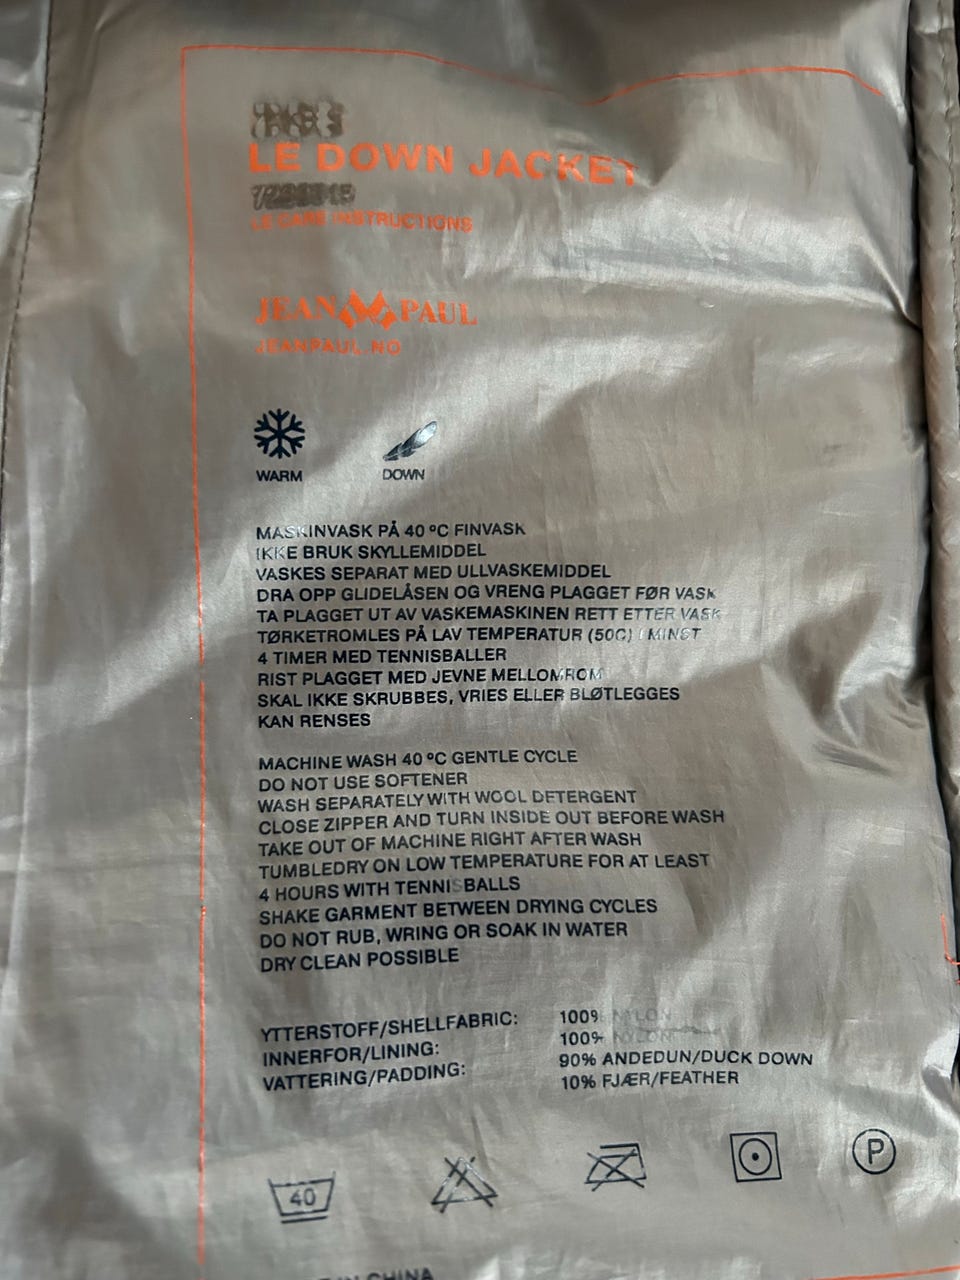 LE DOWN JACKET
LE CARE INSTRUCTIONS
JEAN PAUL
JEANPAUL.NO
WARM DOWN
MASKINVASK PÅ 40 ºC FINVASK
IKKE BRUK SKYLLEMIDDEL
VASKES SEPARAT MED ULLVASKEMIDDEL
DRA OPP GLIDELÅSEN OG VRENG PLAGGET FØR VASK
TA PLAGGET UT AV VASKEMASKINEN RETT ETTER VASK
TØRKETROMLES PÅ LAV TEMPERATUR (50C) I MINST
4 TIMER MED TENNISBALLER
RIST PLAGGET MED JEVNE MELLOMROM
SKAL IKKE SKRUBBES, VRIES ELLER BLØTLEGGES
KAN RENSES
MACHINE WASH 40 ºC GENTLE CYCLE
DO NOT USE SOFTENER
WASH SEPARATELY WITH WOOL DETERGENT
CLOSE ZIPPER AND TURN INSIDE OUT BEFORE WASH
TAKE OUT OF MACHINE RIGHT AFTER WASH
TUMBLEDRY ON LOW TEMPERATURE FOR AT LEAST
4 HOURS WITH TENNISBALLS
SHAKE GARMENT BETWEEN DRYING CYCLES
DO NOT RUB, WRING OR SOAK IN WATER
DRY CLEAN POSSIBLE
YTTERSTOFF/SHELLFABRIC: 100% NYLON
INNERFOR/LINING: 100% NYLON
VATTERING/PADDING: 90% ANDEDUN/DUCK DOWN
10% FJÆR/FEATHER
40 P
IN CHINA